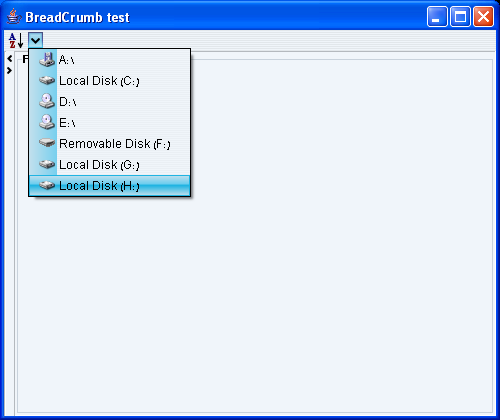 BreadCrumb test
A
Z
F
A:\
Local Disk (C:)
D:\
E:\
Removable Disk (F:)
Local Disk (G:)
Local Disk (H:)